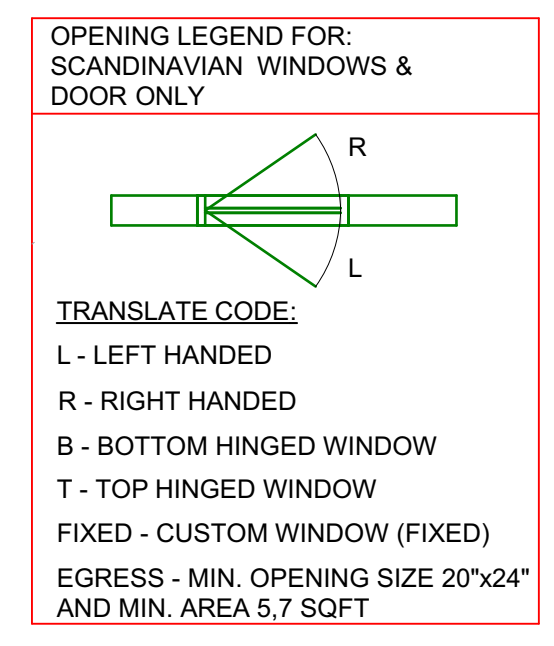 OPENING LEGEND FOR:
SCANDINAVIAN WINDOWS &
DOOR ONLY
R
L
TRANSLATE CODE:
L - LEFT HANDED
R - RIGHT HANDED
B - BOTTOM HINGED WINDOW
T - TOP HINGED WINDOW
FIXED - CUSTOM WINDOW (FIXED)
EGRESS - MIN. OPENING SIZE 20"x24"
AND MIN. AREA 5,7 SQFT